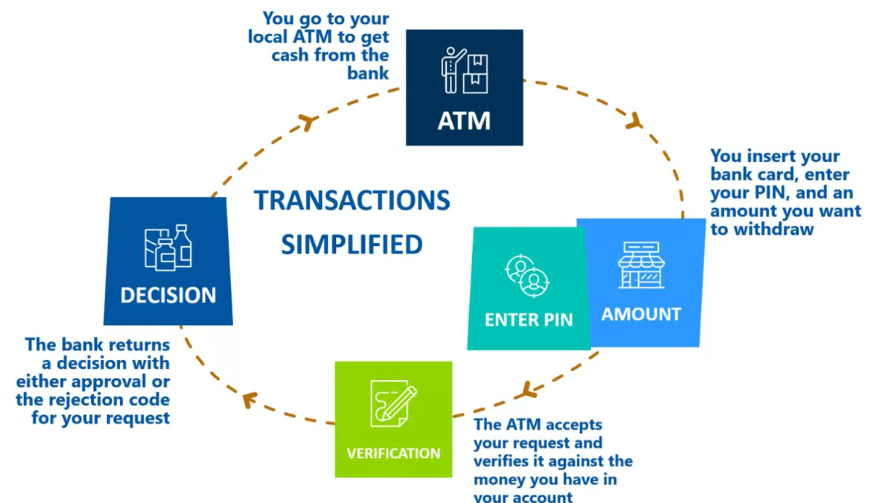 You go to your
local ATM to get
cash from the
bank
ATM
You insert your
bank card, enter
your PIN, and an
amount you want
to withdraw
TRANSACTIONS
SIMPLIFIED
DECISION
ENTER PIN
AMOUNT
The bank returns
a decision with
either approval or
the rejection code
for your request
VERIFICATION
The ATM accepts
your request and
verifies it against the
money you have in
your account